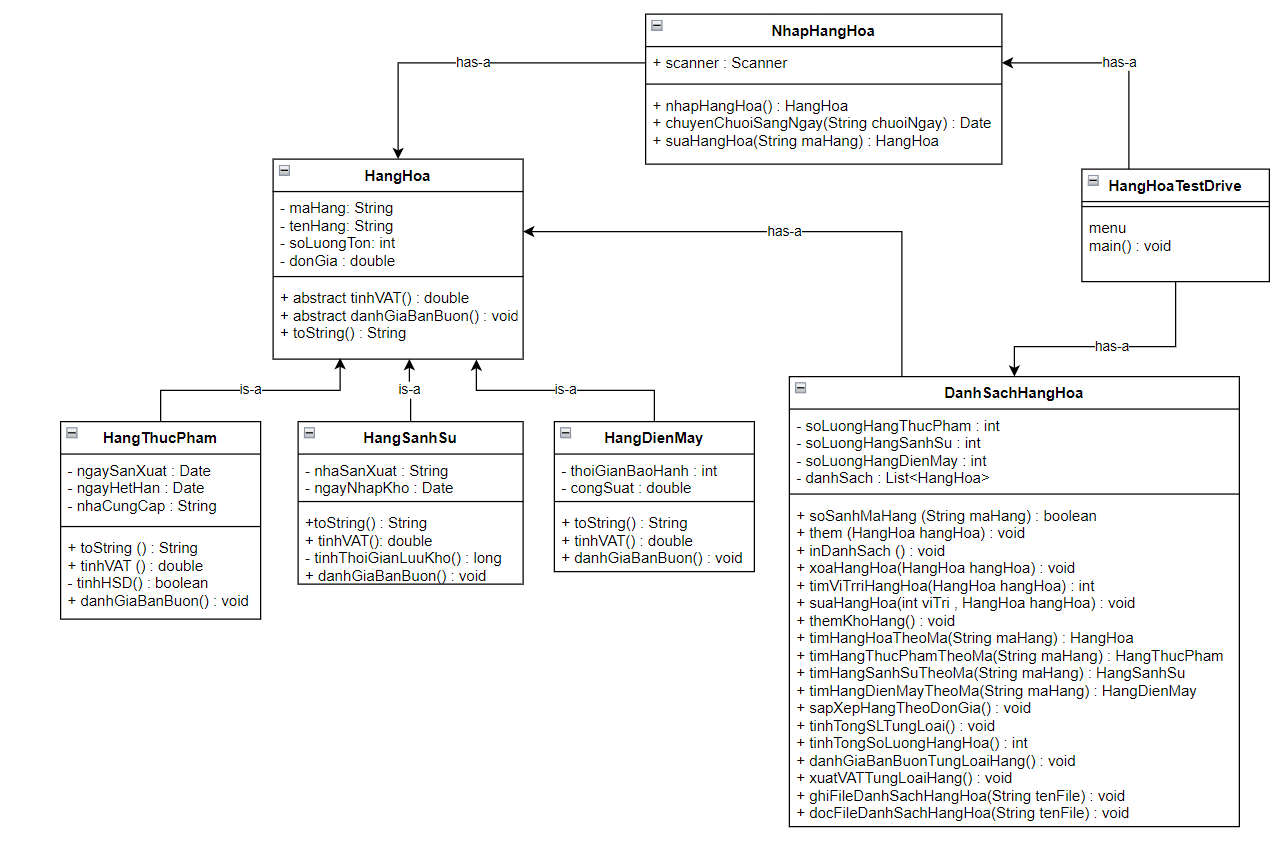 NhapHangHoa
+ scanner : Scanner
+ nhapHangHoa() : HangHoa
+ chuyenChuoiSangNgay(String chuoiNgay) : Date
+ suaHangHoa(String maHang) : HangHoa
has-a
has-a
HangHoa
- maHang: String
- tenHang: String
- soLuongTon: int
- donGia : double
+ abstract tinhVAT() : double
+ abstract danhGiaBanBuon() : void
+ toString() : String
HangHoaTestDrive
menu
main() : void
has-a
has-a
is-a
is-a
is-a
HangThucPham
- ngaySanXuat : Date
- ngayHetHan : Date
- nhaCungCap : String
+ toString () : String
+ tinhVAT () : double
- tinhHSD() : boolean
+ danhGiaBanBuon() : void
HangSanhSu
- nhaSanXuat : String
- ngayNhapKho : Date
+toString() : String
+ tinhVAT(): double
- tinhThoiGianLuuKho() : long
+ danhGiaBanBuon() : void
HangDienMay
- thoiGianBaoHanh : int
- congSuat : double
+ toString() : String
+ tinhVAT() : double
+ danhGiaBanBuon() : void
DanhSachHangHoa
- soLuongHangThucPham : int
- soLuongHangSanhSu : int
- soLuongHangDienMay : int
- danhSach : List<HangHoa>
+ soSanhMaHang (String maHang) : boolean
+ them (HangHoa hangHoa) : void
+ inDanhSach () : void
+ xoaHangHoa(HangHoa hangHoa) : void
+ timViTrriHangHoa(HangHoa hangHoa) : int
+ suaHangHoa(int viTri , HangHoa hangHoa) : void
+ themKhoHang() : void
+ timHangHoaTheoMa(String maHang) : HangHoa
+ timHangThucPhamTheoMa(String maHang) : HangThucPham
+ timHangSanhSuTheoMa(String maHang) : HangSanhSu
+ timHangDienMayTheoMa(String maHang) : HangDienMay
+ sapXepHangTheoDonGia() : void
+ tinhTongSLTungLoai() : void
+ tinhTongSoLuongHangHoa() : int
+ danhGiaBanBuonTungLoaiHang() : void
+ xuatVATTungLoaiHang() : void
+ ghiFileDanhSachHangHoa(String tenFile) : void
+ docFileDanhSachHangHoa(String tenFile) : void